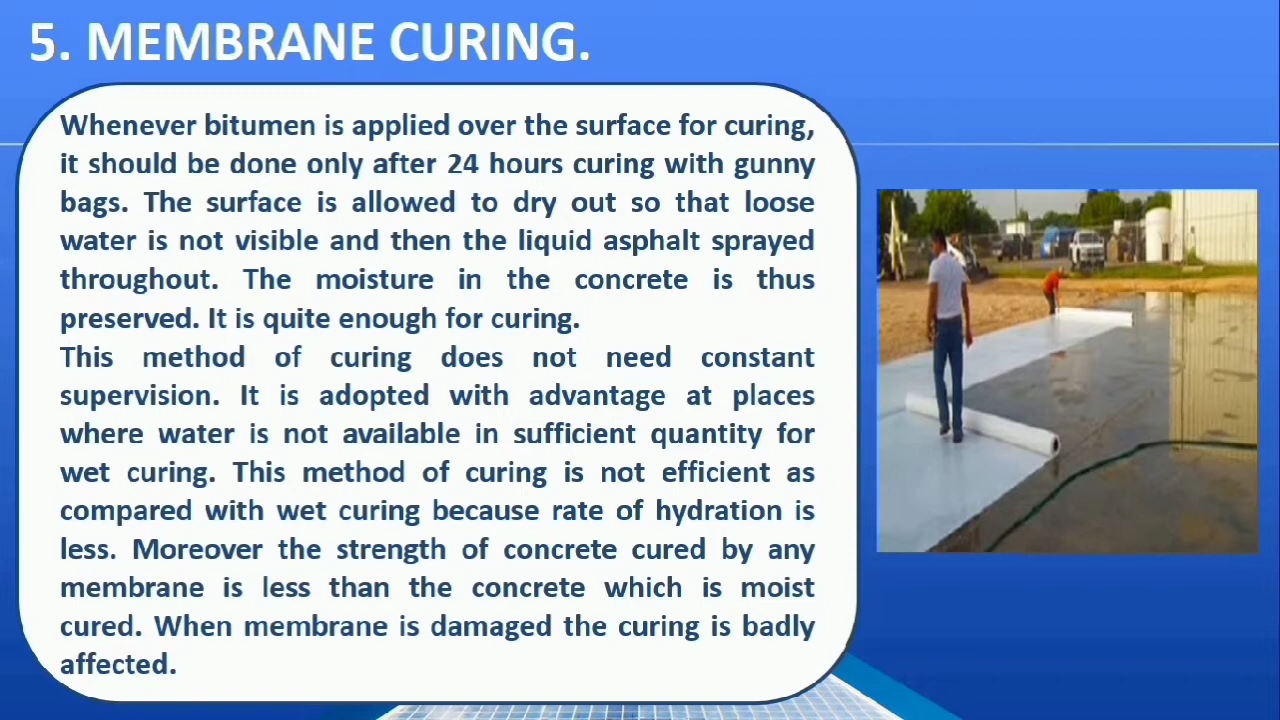 5. MEMBRANE CURING.
Whenever bitumen is applied over the surface for curing,
it should be done only after 24 hours curing with gunny
bags. The surface is allowed to dry out so that loose
water is not visible and then the liquid asphalt sprayed
throughout. The moisture in the concrete is thus
preserved. It is quite enough for curing.
This method of curing does not need constant
supervision. It is adopted with advantage at places
where water is not available in sufficient quantity for
wet curing. This method of curing is not efficient as
compared with wet curing because rate of hydration is
less. Moreover the strength of concrete cured by any
membrane is less than the concrete which is moist
cured. When membrane is damaged the curing is badly
affected.